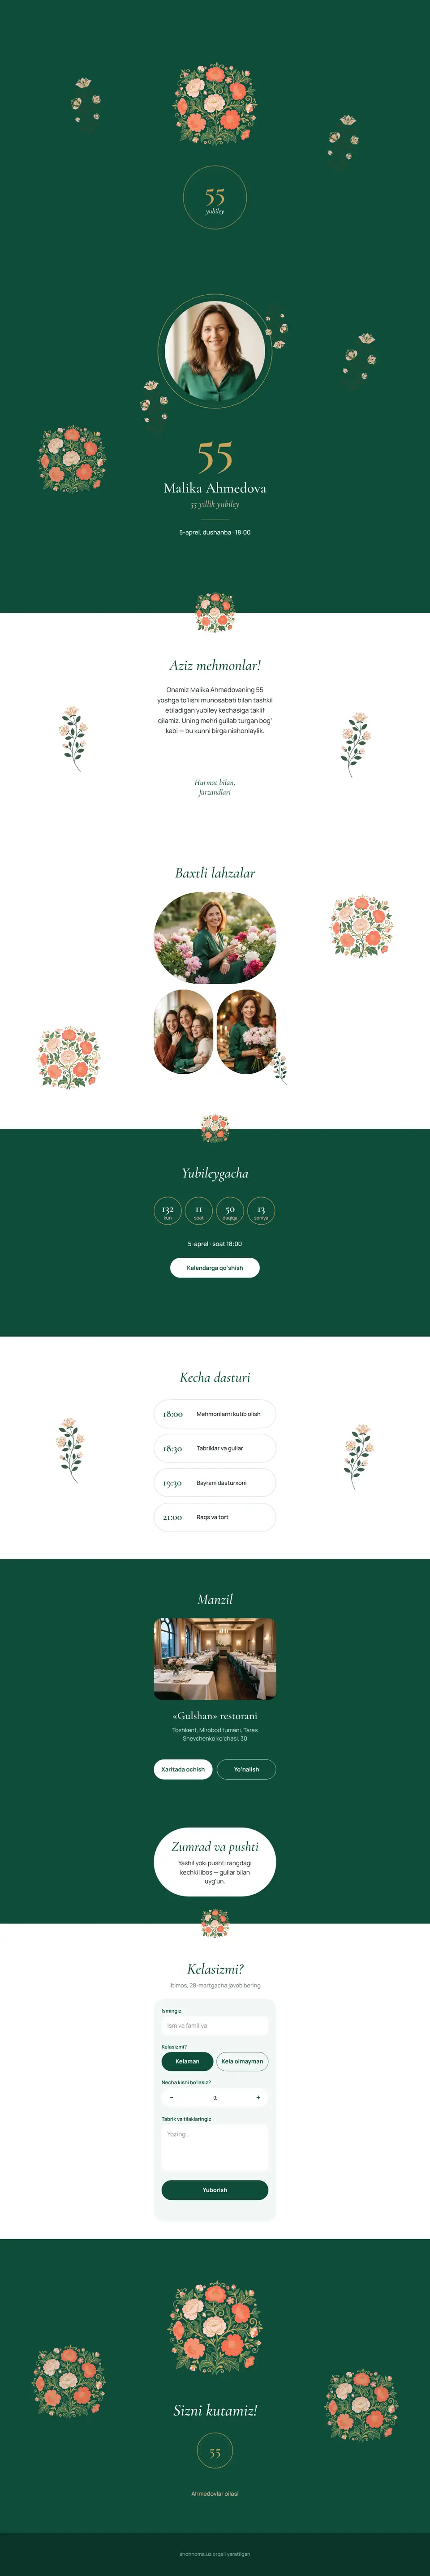 55
yubiley
55
Malika Ahmedova
55 yillik yubiley
5-aprel, dushanba · 18:00
Aziz mehmonlar!
Onamiz Malika Ahmedovaning 55
yoshga to'lishi munosabati bilan tashkil
etiladigan yubiley kechasiga taklif
qilamiz. Uning mehri gullab turgan bog'
kabi — bu kunni birga nishonlaylik.
Hurmat bilan,
farzandlari
Baxtli lahzalar
Yubileygacha
132 11 50 13
kun soat daqiqa soniya
5-aprel · soat 18:00
Kalendarga qo'shish
Kecha dasturi
18:00 Mehmonlarni kutib olish
18:30 Tabriklar va gullar
19:30 Bayram dasturxoni
21:00 Raqs va tort
Manzil
«Gulshan» restorani
Toshkent, Mirobod tumani, Taras
Shevchenko ko'chasi, 30
Xaritada ochish Yo'nalish
Zumrad va pushti
Yashil yoki pushti rangdagi
kechki libos — gullar bilan
uyg'un.
Kelasizmi?
Iltimos, 28-martgacha javob bering
Ismingiz
Ism va familiya
Kelasizmi?
Kelaman Kela olmayman
Necha kishi bo'lasiz?
− 2 +
Tabrik va tilaklaringiz
Yozing...
Yuborish
Sizni kutamiz!
55
Ahmedovlar oilasi
shohnoma.uz orqali yaratilgan